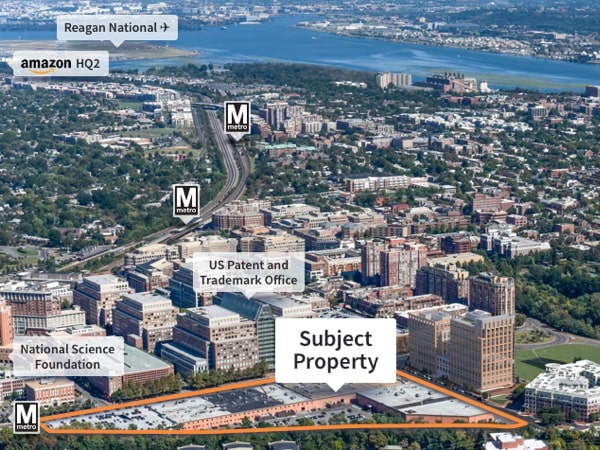 Reagan National ✈
amazon HQ2
M
metro
M
metro
US Patent and
Trademark Office
Subject
Property
National Science
Foundation
M
metro